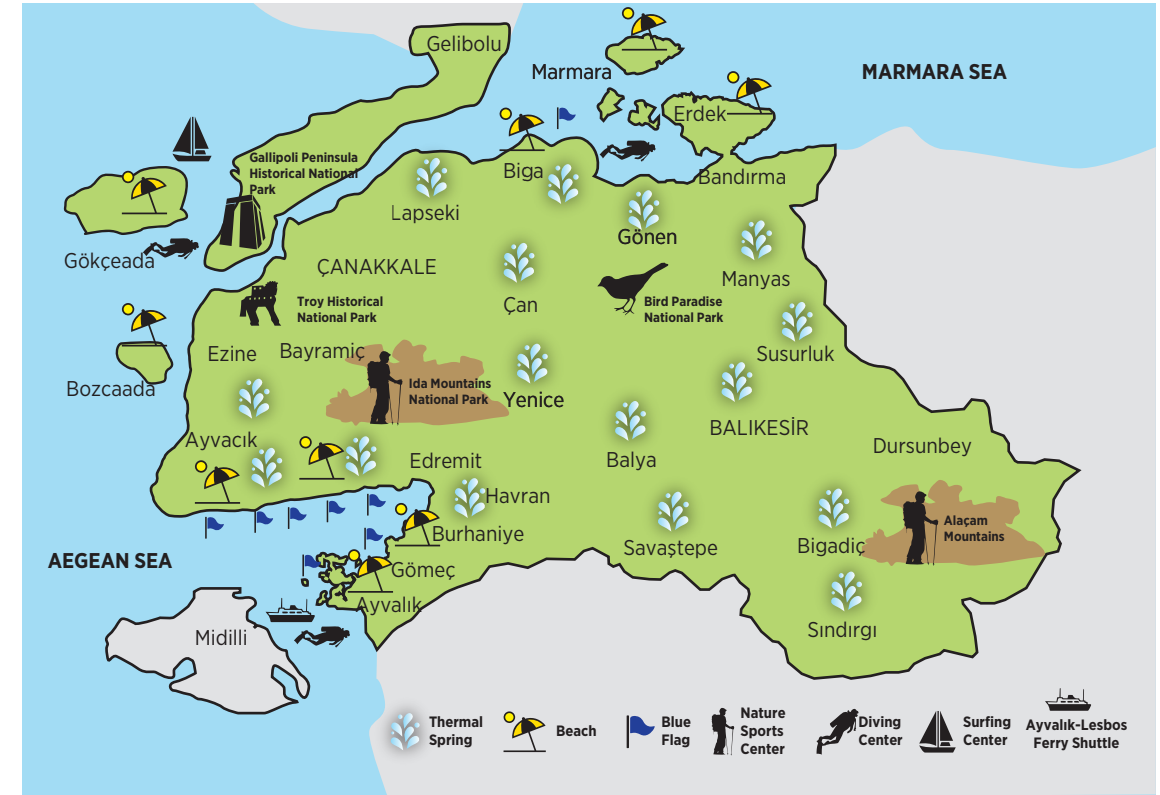 Gelibolu
Marmara
MARMARA SEA
Erdek
Gallipoli Peninsula
Historical National
Park
Biga
Bandırma
Lapseki
Gönen
Gökçeada
ÇANAKKALE
Manyas
Troy Historical
National Park
Çan
Bird Paradise
National Park
Ezine
Bayramiç
Susurluk
Bozcaada
Ida Mountains
National Park
Yenice
BALIKESİR
Ayvacık
Dursunbey
Edremit
Balya
Havran
Burhaniye
Savaştepe
Bigadiç
Alaçam
Mountains
AEGEAN SEA
Gömeç
Ayvalık
Midilli
Sındırgı
Thermal
Spring
Beach
Blue
Flag
Nature
Sports
Center
Diving
Center
Surfing
Center
Ayvalık-Lesbos
Ferry Shuttle